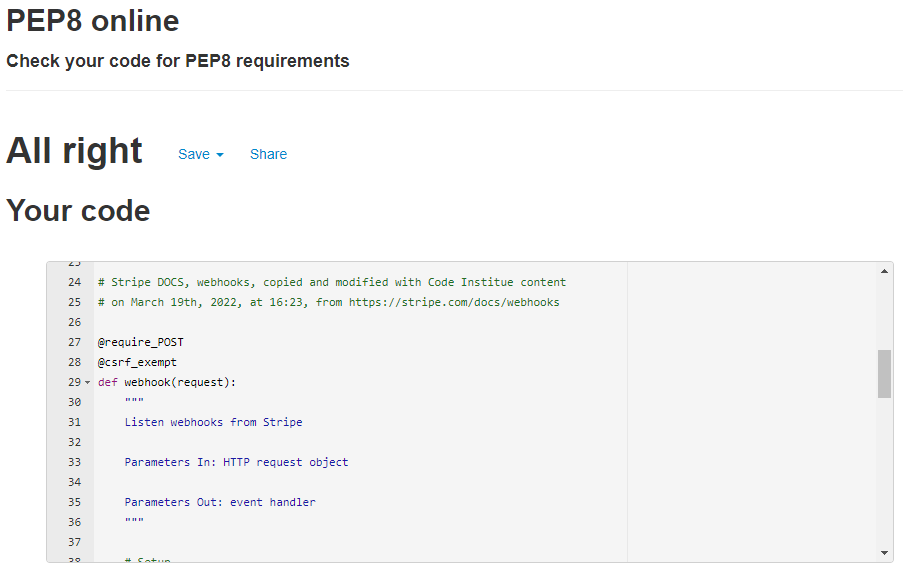 PEP8 online
Check your code for PEP8 requirements
All right Save Share
Your code
23
24 # Stripe DOCS, webhooks, copied and modified with Code Institue content
25 # on March 19th, 2022, at 16:23, from https://stripe.com/docs/webhooks
26
27 @require_POST
28 @csrf_exempt
29 def webhook(request):
30 """
31 Listen webhooks from Stripe
32
33 Parameters In: HTTP request object
34
35 Parameters Out: event handler
36 """
37
38 # Setup